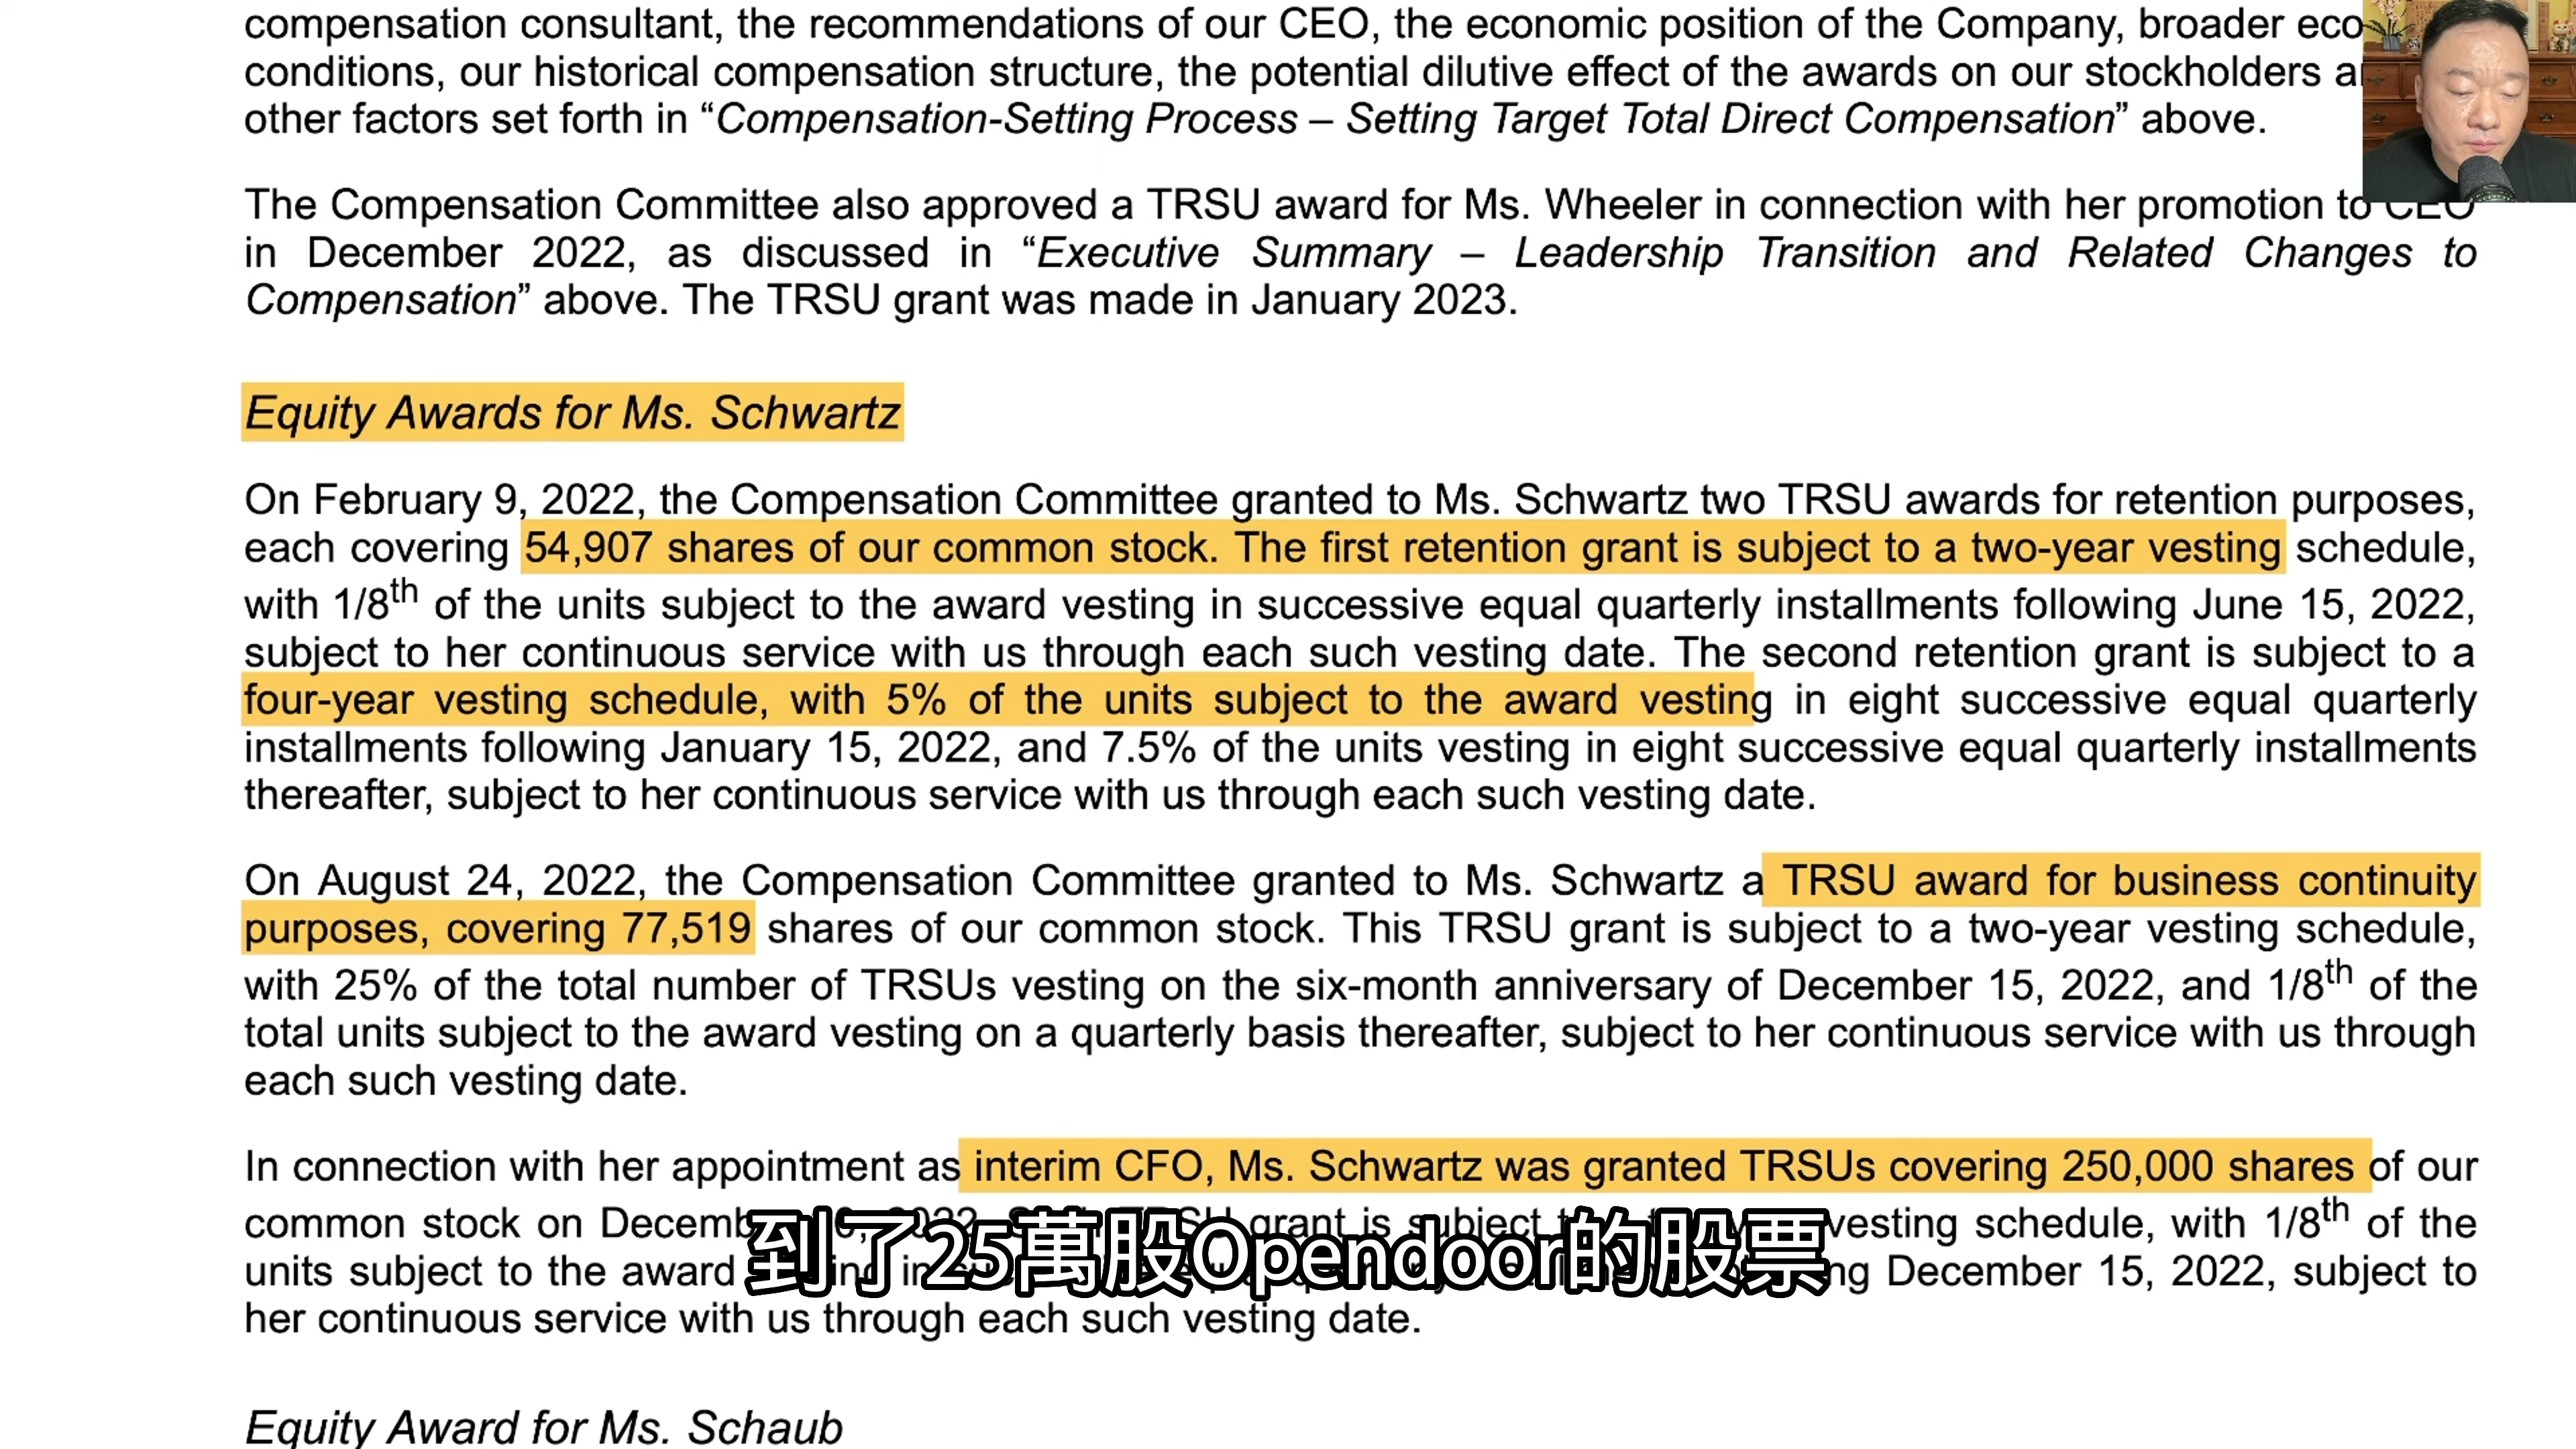 compensation consultant, the recommendations of our CEO, the economic position of the Company, broader eco
conditions, our historical compensation structure, the potential dilutive effect of the awards on our stockholders a
other factors set forth in “Compensation-Setting Process – Setting Target Total Direct Compensation” above.
The Compensation Committee also approved a TRSU award for Ms. Wheeler in connection with her promotion to CEO
in December 2022, as discussed in “Executive Summary – Leadership Transition and Related Changes to
Compensation” above. The TRSU grant was made in January 2023.
Equity Awards for Ms. Schwartz
On February 9, 2022, the Compensation Committee granted to Ms. Schwartz two TRSU awards for retention purposes,
each covering 54,907 shares of our common stock. The first retention grant is subject to a two-year vesting schedule,
with 1/8th of the units subject to the award vesting in successive equal quarterly installments following June 15, 2022,
subject to her continuous service with us through each such vesting date. The second retention grant is subject to a
four-year vesting schedule, with 5% of the units subject to the award vesting in eight successive equal quarterly
installments following January 15, 2022, and 7.5% of the units vesting in eight successive equal quarterly installments
thereafter, subject to her continuous service with us through each such vesting date.
On August 24, 2022, the Compensation Committee granted to Ms. Schwartz a TRSU award for business continuity
purposes, covering 77,519 shares of our common stock. This TRSU grant is subject to a two-year vesting schedule,
with 25% of the total number of TRSUs vesting on the six-month anniversary of December 15, 2022, and 1/8th of the
total units subject to the award vesting on a quarterly basis thereafter, subject to her continuous service with us through
each such vesting date.
In connection with her appointment as interim CFO, Ms. Schwartz was granted TRSUs covering 250,000 shares of our
common stock on grant is subject vesting schedule, with 1/8th of the
units subject to the award December 15, 2022, subject to
到了25萬股Opendoor的股票
her continuous service with us through each such vesting date.
Equity Award for Ms. Schaub